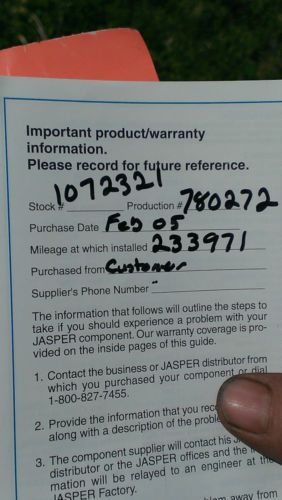 Important product/warranty
information.
Please record for future reference.
Stock # 1072321 Production # 780272
Purchase Date Feb 05
Mileage at which installed 233971
Purchased from Customer
Supplier's Phone Number "
The information that follows will outline the steps to
take if you should experience a problem with your
JASPER component. Our warranty coverage is pro-
vided on the inside pages of this guide.
1. Contact the business or JASPER distributor from
which you purchased your component or dial
1-800-827-7455.
2. Provide the information that you
along with a description of the
3. The component supplier will contact his
distributor or the JASPER offices and the
mation will be relayed to an engineer at the
JASPER Factory.
away from